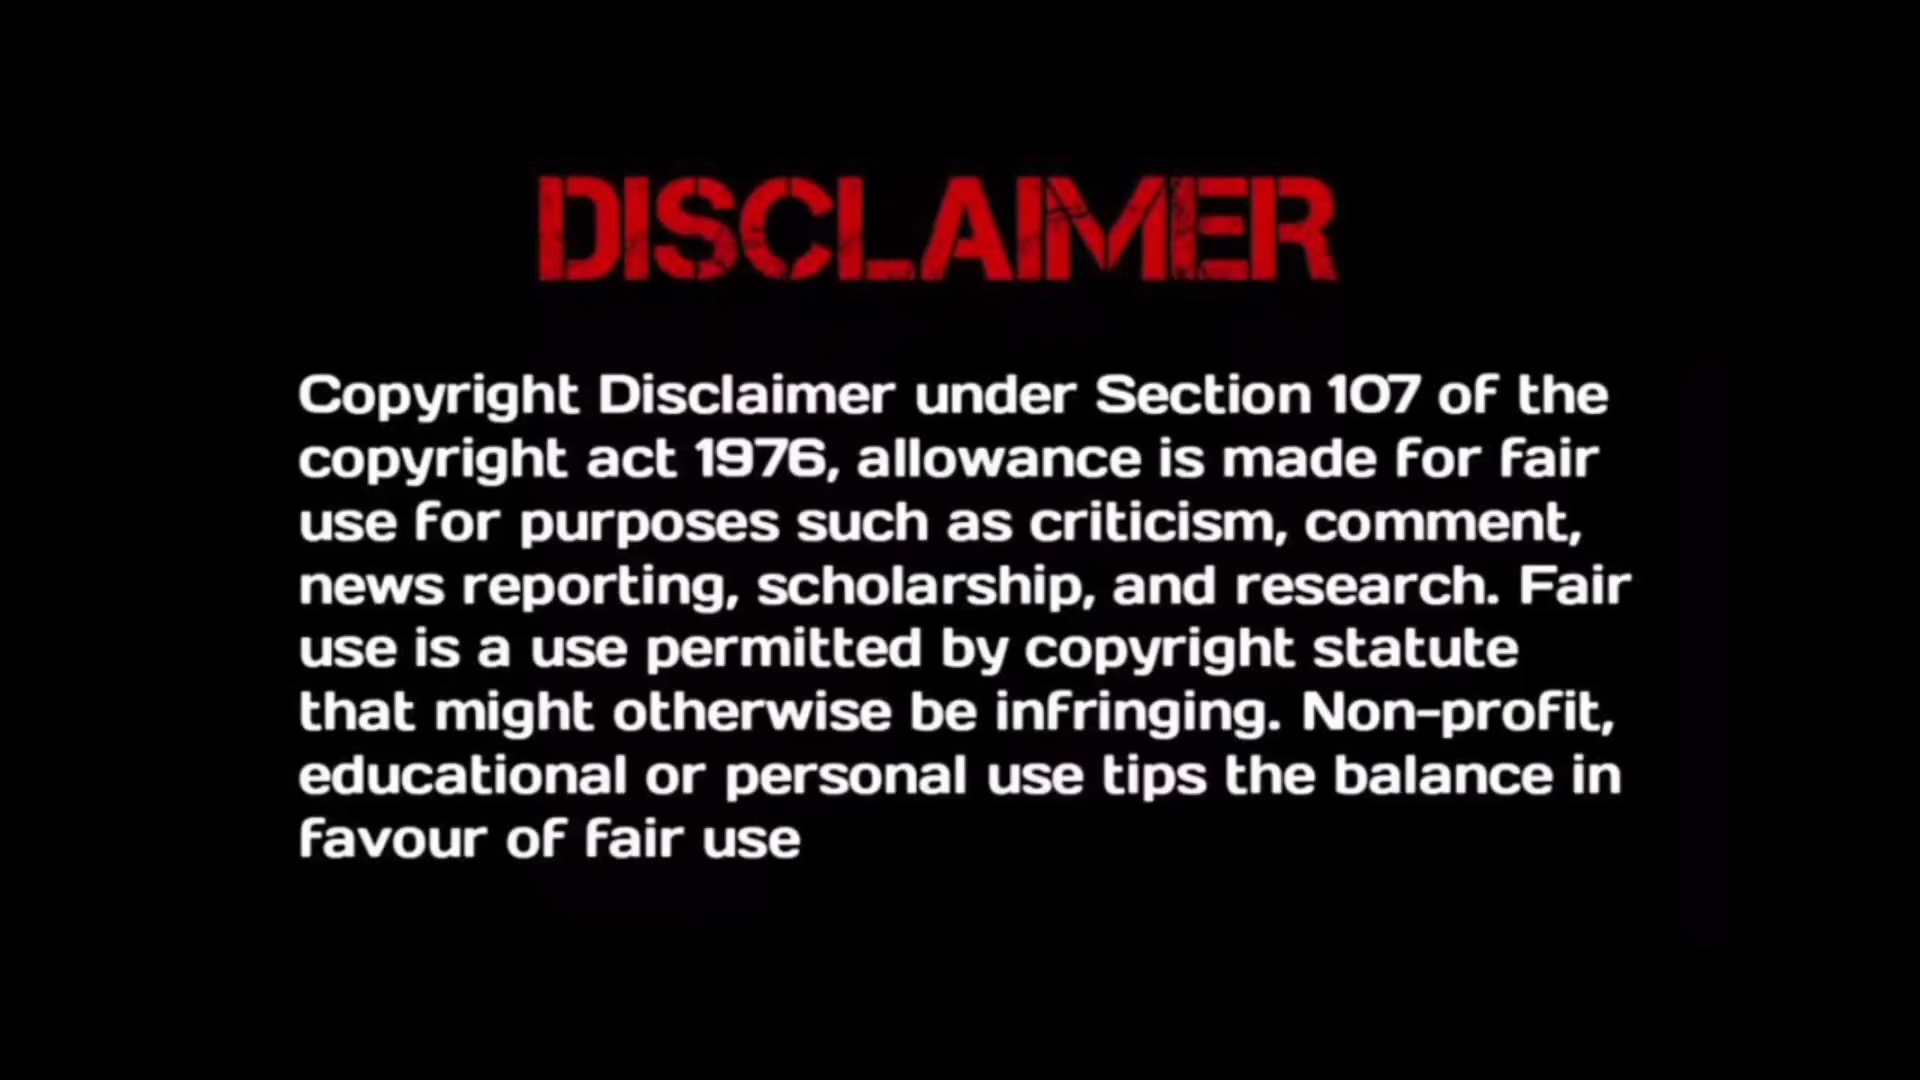 DISCLAIMER
Copyright Disclaimer under Section 107 of the
copyright act 1976, allowance is made for fair
use for purposes such as criticism, comment,
news reporting, scholarship, and research. Fair
use is a use permitted by copyright statute
that might otherwise be infringing. Non-profit,
educational or personal use tips the balance in
favour of fair use